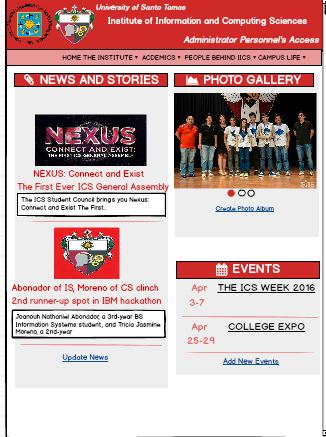 University of Santo Tomas
Institute of Information and Computing Sciences
Administrator Personnel's Access
HOME THE INSTITUTE ACDEMICS PEOPLE BEHIND IICS CAMPUS LIFE
NEWS AND STORIES
NEXUS
CONNECT AND EXIST:
THE FIRST EVER ICS GENERAL ASSEMBLY
NEXUS: Connect and Exist
The First Ever ICS General Assembly
The ICS Student Council brings you Nexus:
Connect and Exist The First..
Abonador of IS, Moreno of CS clinch
2nd runner-up spot in IBM hackathon
Joanouh Nathaniel Abonador, a 3rd-year BS
Information Systems student, and Tricia Jasmine
Moreno, a 2nd-year
Update News
PHOTO GALLERY
Create Photo Album
EVENTS
Apr
3-7
THE ICS WEEK 2016
Apr
25-29
COLLEGE EXPO
Add New Events